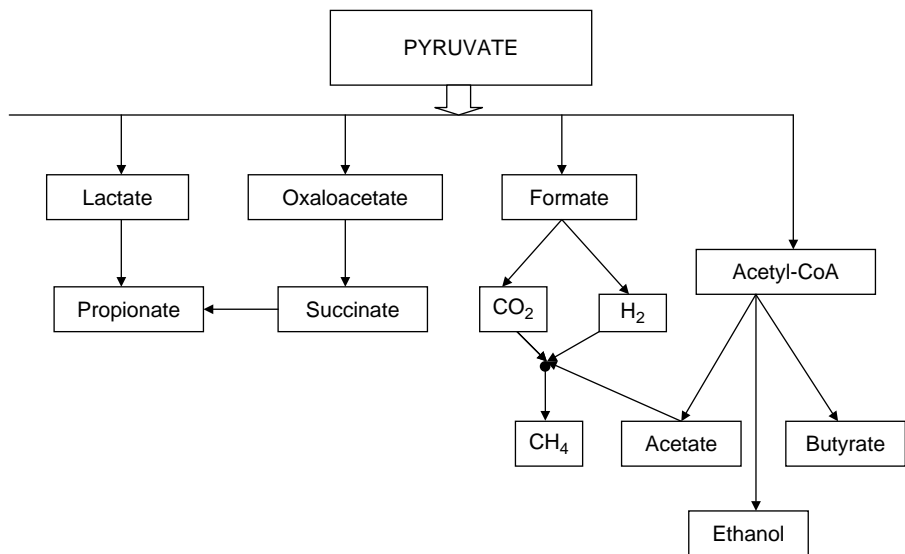 PYRUVATE
Lactate
Oxaloacetate
Formate
Acetyl-CoA
Propionate
Succinate
CO₂
H₂
CH₄
Acetate
Butyrate
Ethanol